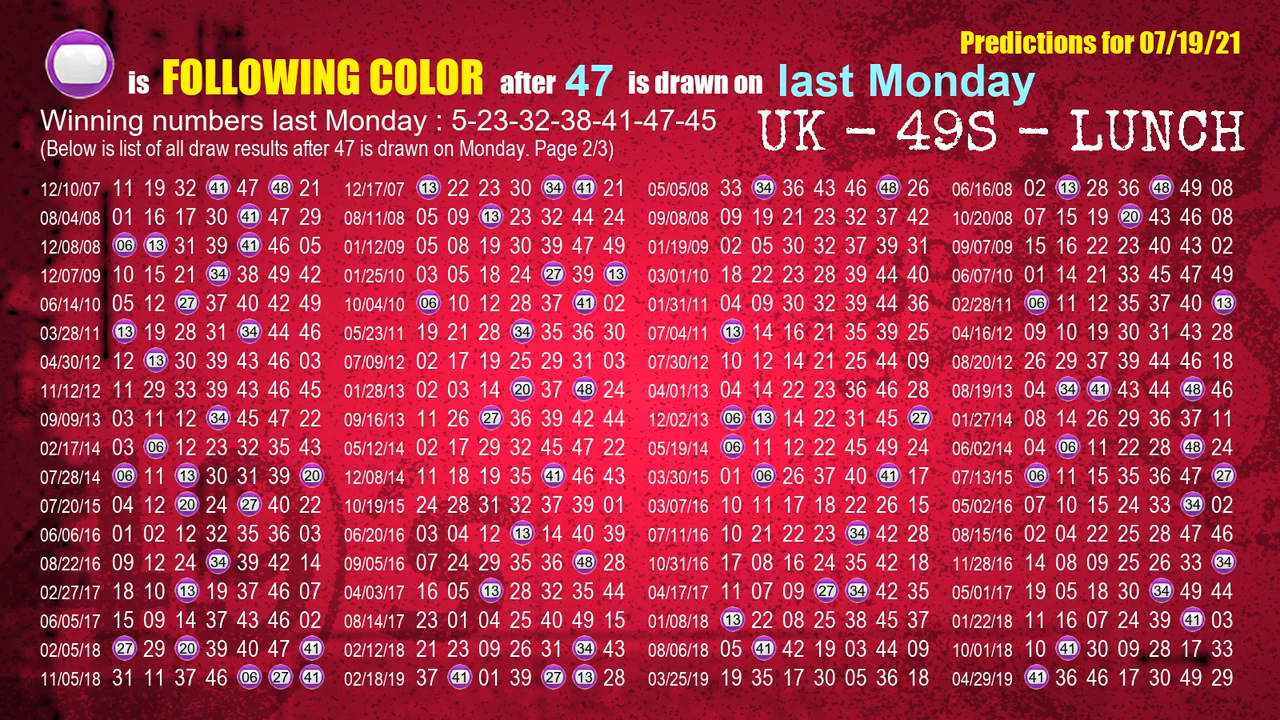 Predictions for 07/19/21
is FOLLOWING COLOR after 47 is drawn on last Monday
Winning numbers last Monday : 5-23-32-38-41-47-45
UK - 49S - LUNCH
(Below is list of all draw results after 47 is drawn on Monday. Page 2/3)
12/10/07 11 19 32 41 47 48 21 12/17/07 13 22 23 30 34 41 21 05/05/08 33 34 36 43 46 48 26 06/16/08 02 13 28 36 48 49 08
08/04/08 01 16 17 30 41 47 29 08/11/08 05 09 13 23 32 44 24 09/08/08 09 19 21 23 32 37 42 10/20/08 07 15 19 20 43 46 08
12/08/08 06 13 31 39 41 46 05 01/12/09 05 08 19 30 39 47 49 01/19/09 02 05 30 32 37 39 31 09/07/09 15 16 22 23 40 43 02
12/07/09 10 15 21 34 38 49 42 01/25/10 03 05 18 24 27 39 13 03/01/10 18 22 23 28 39 44 40 06/07/10 01 14 21 33 45 47 49
06/14/10 05 12 27 37 40 42 49 10/04/10 06 10 12 28 37 41 02 01/31/11 04 09 30 32 39 44 36 02/28/11 06 11 12 35 37 40 13
03/28/11 13 19 28 31 34 44 46 05/23/11 19 21 28 34 35 36 30 07/04/11 13 14 16 21 35 39 25 04/16/12 09 10 19 30 31 43 28
04/30/12 12 13 30 39 43 46 03 07/09/12 02 17 19 25 29 31 03 07/30/12 10 12 14 21 25 44 09 08/20/12 26 29 37 39 44 46 18
11/12/12 11 29 33 39 43 46 45 01/28/13 02 03 14 20 37 48 24 04/01/13 04 14 22 23 36 46 28 08/19/13 04 34 41 43 44 48 46
09/09/13 03 11 12 34 45 47 22 09/16/13 11 26 27 36 39 42 44 12/02/13 06 13 14 22 31 45 27 01/27/14 08 14 26 29 36 37 11
02/17/14 03 06 12 23 32 35 43 05/12/14 02 17 29 32 45 47 22 05/19/14 06 11 12 22 45 49 24 06/02/14 04 06 11 22 28 48 24
07/28/14 06 11 13 30 31 39 20 12/08/14 11 18 19 35 41 46 43 03/30/15 01 06 26 37 40 41 17 07/13/15 06 11 15 35 36 47 27
07/20/15 04 12 20 24 27 40 22 10/19/15 24 28 31 32 37 39 01 03/07/16 10 11 17 18 22 26 15 05/02/16 07 10 15 24 33 34 02
06/06/16 01 02 12 32 35 36 03 06/20/16 03 04 12 13 14 40 39 07/11/16 10 21 22 23 34 42 28 08/15/16 02 04 22 25 28 47 46
08/22/16 09 12 24 34 39 42 14 09/05/16 07 24 29 35 36 48 28 10/31/16 17 08 16 24 35 42 18 11/28/16 14 08 09 25 26 33 34
02/27/17 18 10 13 19 37 46 07 04/03/17 16 05 13 28 32 35 48 04/17/17 11 07 09 27 34 42 35 05/01/17 19 05 18 30 34 49 44
06/05/17 15 09 14 37 43 46 02 08/14/17 23 01 04 25 40 49 15 01/08/18 13 22 08 25 38 45 37 01/22/18 11 16 07 24 39 41 03
02/05/18 27 29 20 39 40 47 41 02/12/18 21 23 09 26 31 34 43 08/06/18 05 41 42 19 03 44 09 10/01/18 10 41 30 09 28 17 33
11/05/18 31 11 37 46 06 27 41 02/18/19 37 41 01 39 27 13 28 03/25/19 19 35 17 30 05 36 18 04/29/19 41 36 46 17 30 49 29